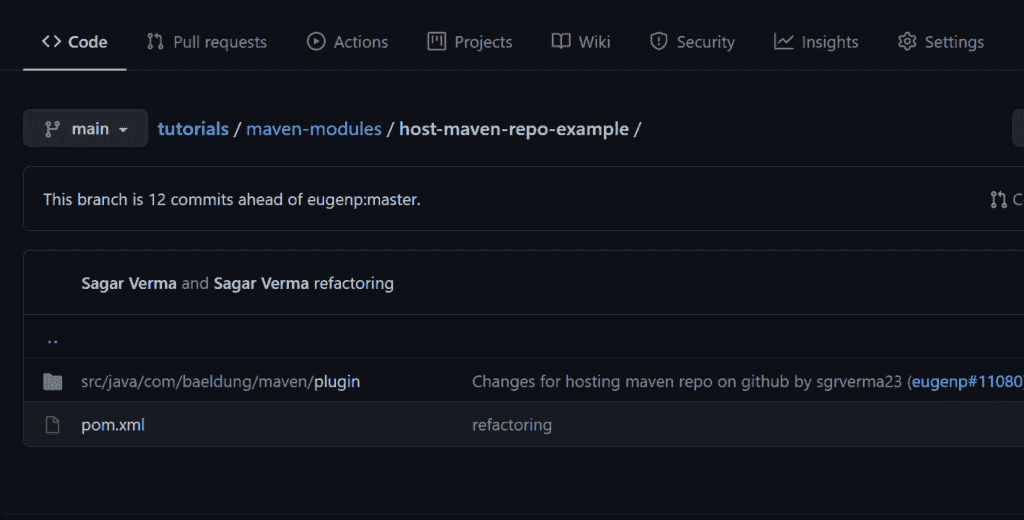 <> Code Pull requests Actions Projects Wiki Security Insights Settings
main tutorials / maven-modules / host-maven-repo-example /
This branch is 12 commits ahead of eugenp:master.
Sagar Verma and Sagar Verma refactoring
..
src/java/com/baeldung/maven/plugin Changes for hosting maven repo on github by sgrverma23 (eugenp#11080)
pom.xml refactoring